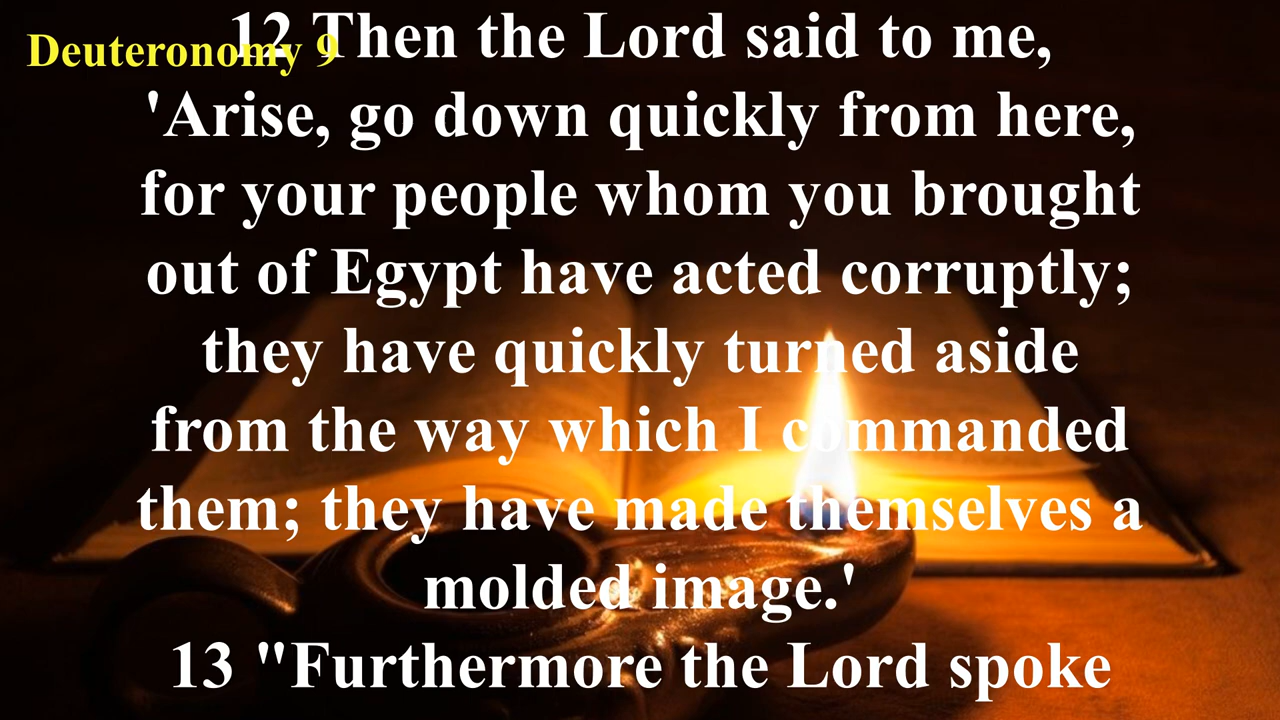 Deuteronomy 9
12 Then the Lord said to me,
'Arise, go down quickly from here,
for your people whom you brought
out of Egypt have acted corruptly;
they have quickly turned aside
from the way which I commanded
them; they have made themselves a
molded image.'
13 "Furthermore the Lord spoke